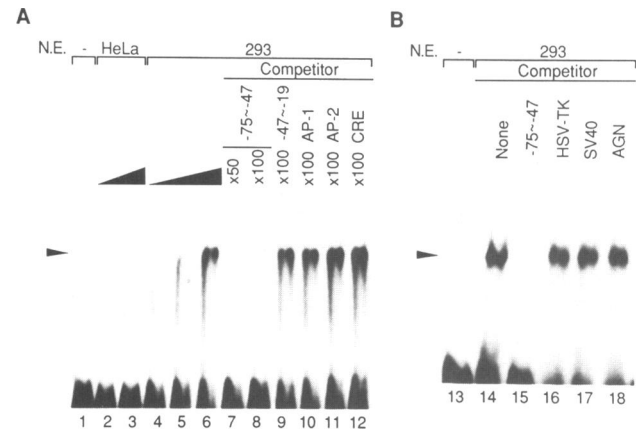 A
N.E. - HeLa 293
Competitor
-75~-47
-47~-19
AP-1
AP-2
CRE
x50
x100
x100
x100
x100
x100
1 2 3 4 5 6 7 8 9 10 11 12
B
N.E. - 293
Competitor
None
-75~-47
HSV-TK
SV40
AGN
13 14 15 16 17 18